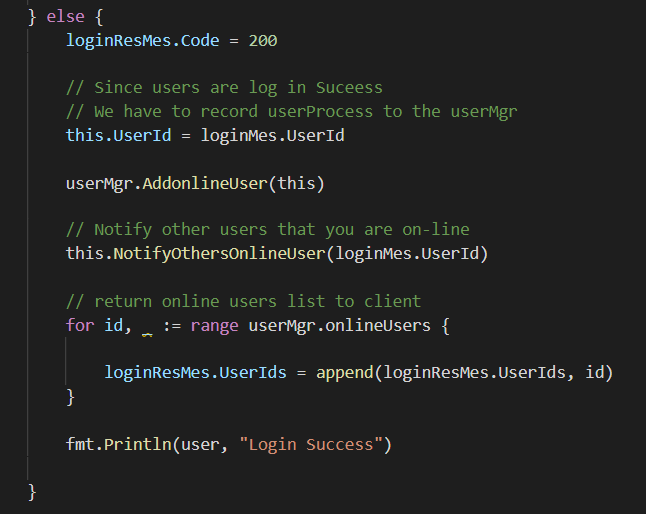 } else {
loginResMes.Code = 200
// Since users are log in Suceess
// We have to record userProcess to the userMgr
this.UserId = loginMes.UserId
userMgr.AddonlineUser(this)
// Notify other users that you are on-line
this.NotifyOthersOnlineUser(loginMes.UserId)
// return online users list to client
for id, _ := range userMgr.onlineUsers {
loginResMes.UserIds = append(loginResMes.UserIds, id)
}
fmt.Println(user, "Login Success")
}